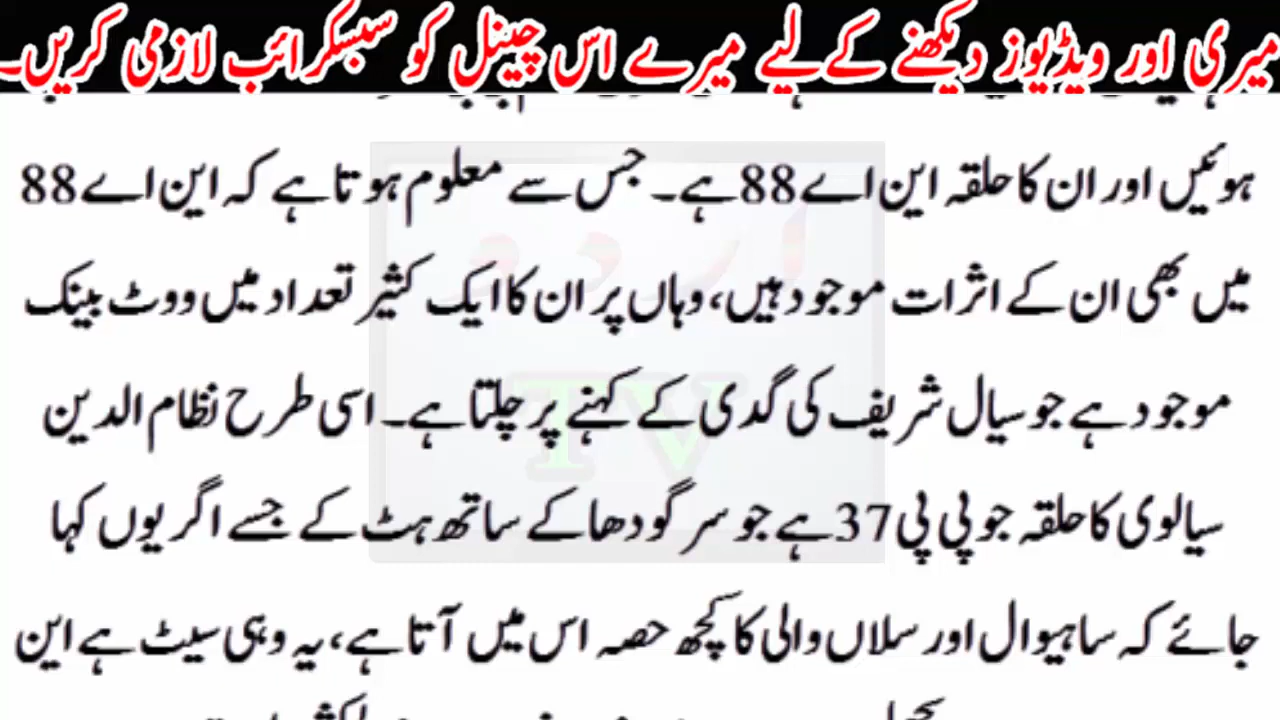 میری اور ویڈیوز دیکھنے کے لیے میرے اس چینل کو سبسکرائب لازمی کریں۔
ہوئیں اور ان کا حلقہ این اے 88 ہے۔ جس سے معلوم ہوتا ہے کہ این اے 88
میں بھی ان کے اثرات موجود ہیں، وہاں پر ان کا ایک کثیر تعداد میں ووٹ بینک
موجود ہے جو سیال شریف کی گدی کے کہنے پر چلتا ہے۔ اسی طرح نظام الدین
سیالوی کا حلقہ جو پی پی 37 ہے جو سرگودھا کے ساتھ ہٹ کے جسے اگر یوں کہا
جائے کہ ساہیوال اور سلاں والی کا کچھ حصہ اس میں آتا ہے، یہ وہی سیٹ ہے این
اردو
TV